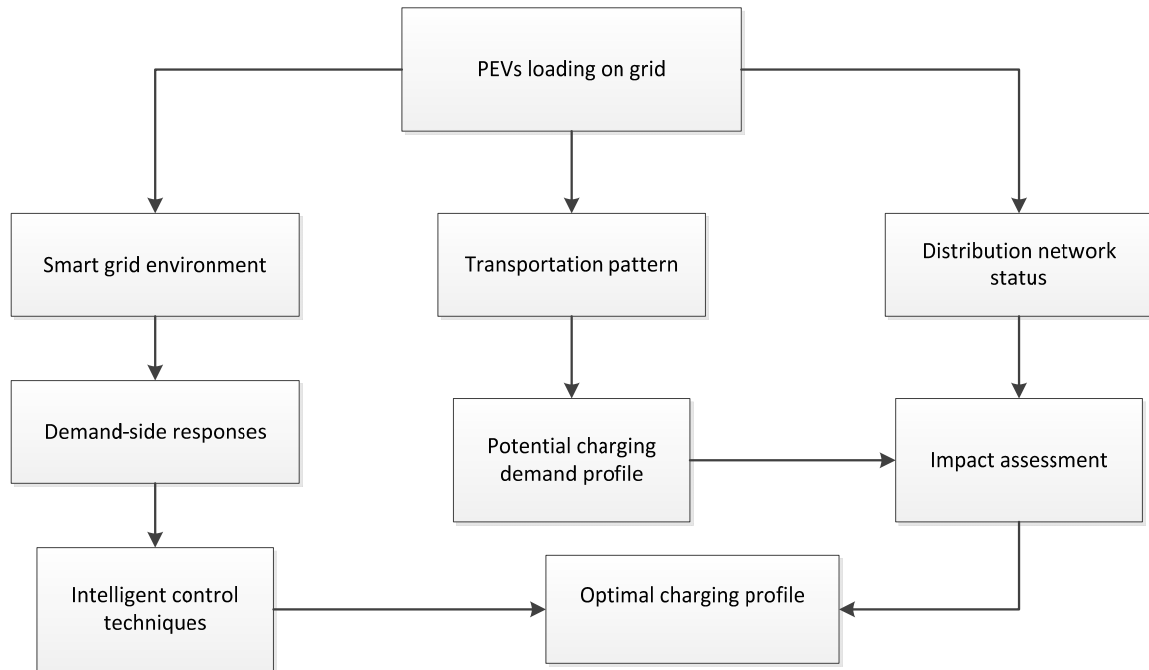 PEVs loading on grid
Smart grid environment
Transportation pattern
Distribution network
status
Demand-side responses
Potential charging
demand profile
Impact assessment
Intelligent control
techniques
Optimal charging profile